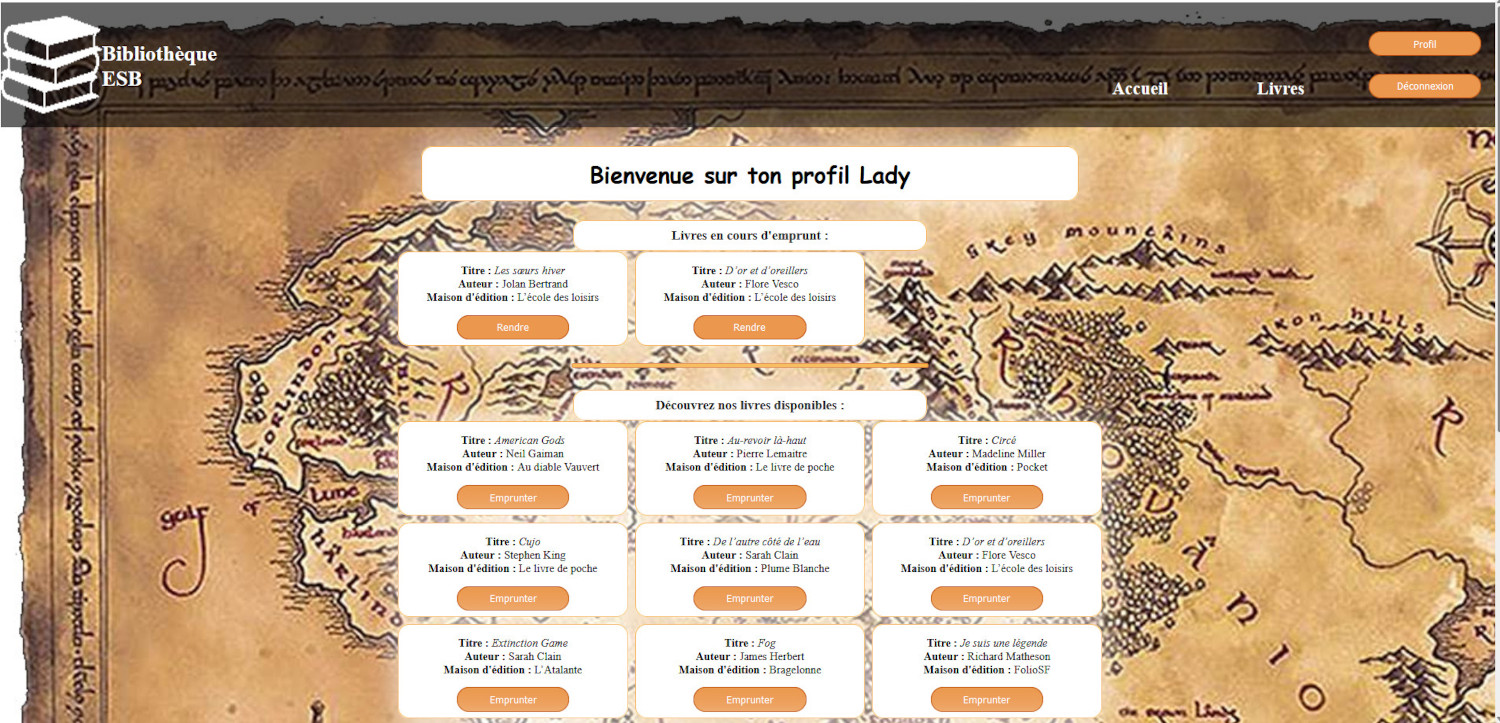 Bibliothèque
ESB
Profil
Accueil
Livres
Déconnexion
Bienvenue sur ton profil Lady
Livres en cours d'emprunt :
Titre : Les sœurs hiver
Auteur : Jolan Bertrand
Maison d'édition : L'école des loisirs
Rendre
Titre : D'or et d'oreillers
Auteur : Flore Vesco
Maison d'édition : L'école des loisirs
Rendre
Découvrez nos livres disponibles :
Titre : American Gods
Auteur : Neil Gaiman
Maison d'édition : Au diable Vauvert
Emprunter
Titre : Au-revoir là-haut
Auteur : Pierre Lemaitre
Maison d'édition : Le livre de poche
Emprunter
Titre : Circé
Auteur : Madeline Miller
Maison d'édition : Pocket
Emprunter
Titre : Cujo
Auteur : Stephen King
Maison d'édition : Le livre de poche
Emprunter
Titre : De l'autre côté de l'eau
Auteur : Sarah Clain
Maison d'édition : Plume Blanche
Emprunter
Titre : D'or et d'oreillers
Auteur : Flore Vesco
Maison d'édition : L'école des loisirs
Emprunter
Titre : Extinction Game
Auteur : Sarah Clain
Maison d'édition : L'Atalante
Emprunter
Titre : Fog
Auteur : James Herbert
Maison d'édition : Bragelonne
Emprunter
Titre : Je suis une légende
Auteur : Richard Matheson
Maison d'édition : FolioSF
Emprunter
grey mountains
forlindon
gulf of Lune